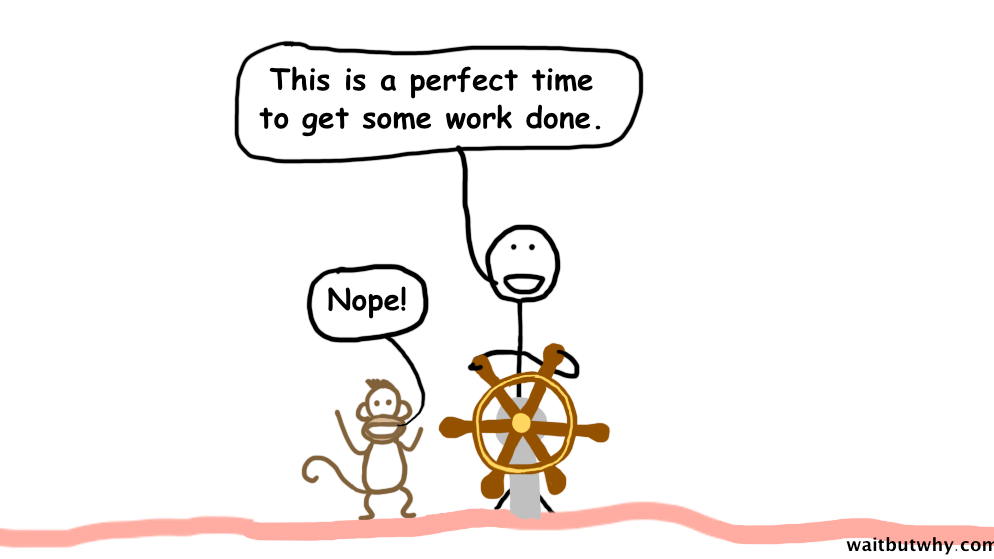 This is a perfect time
to get some work done.
Nope!
waitbutwhy.com